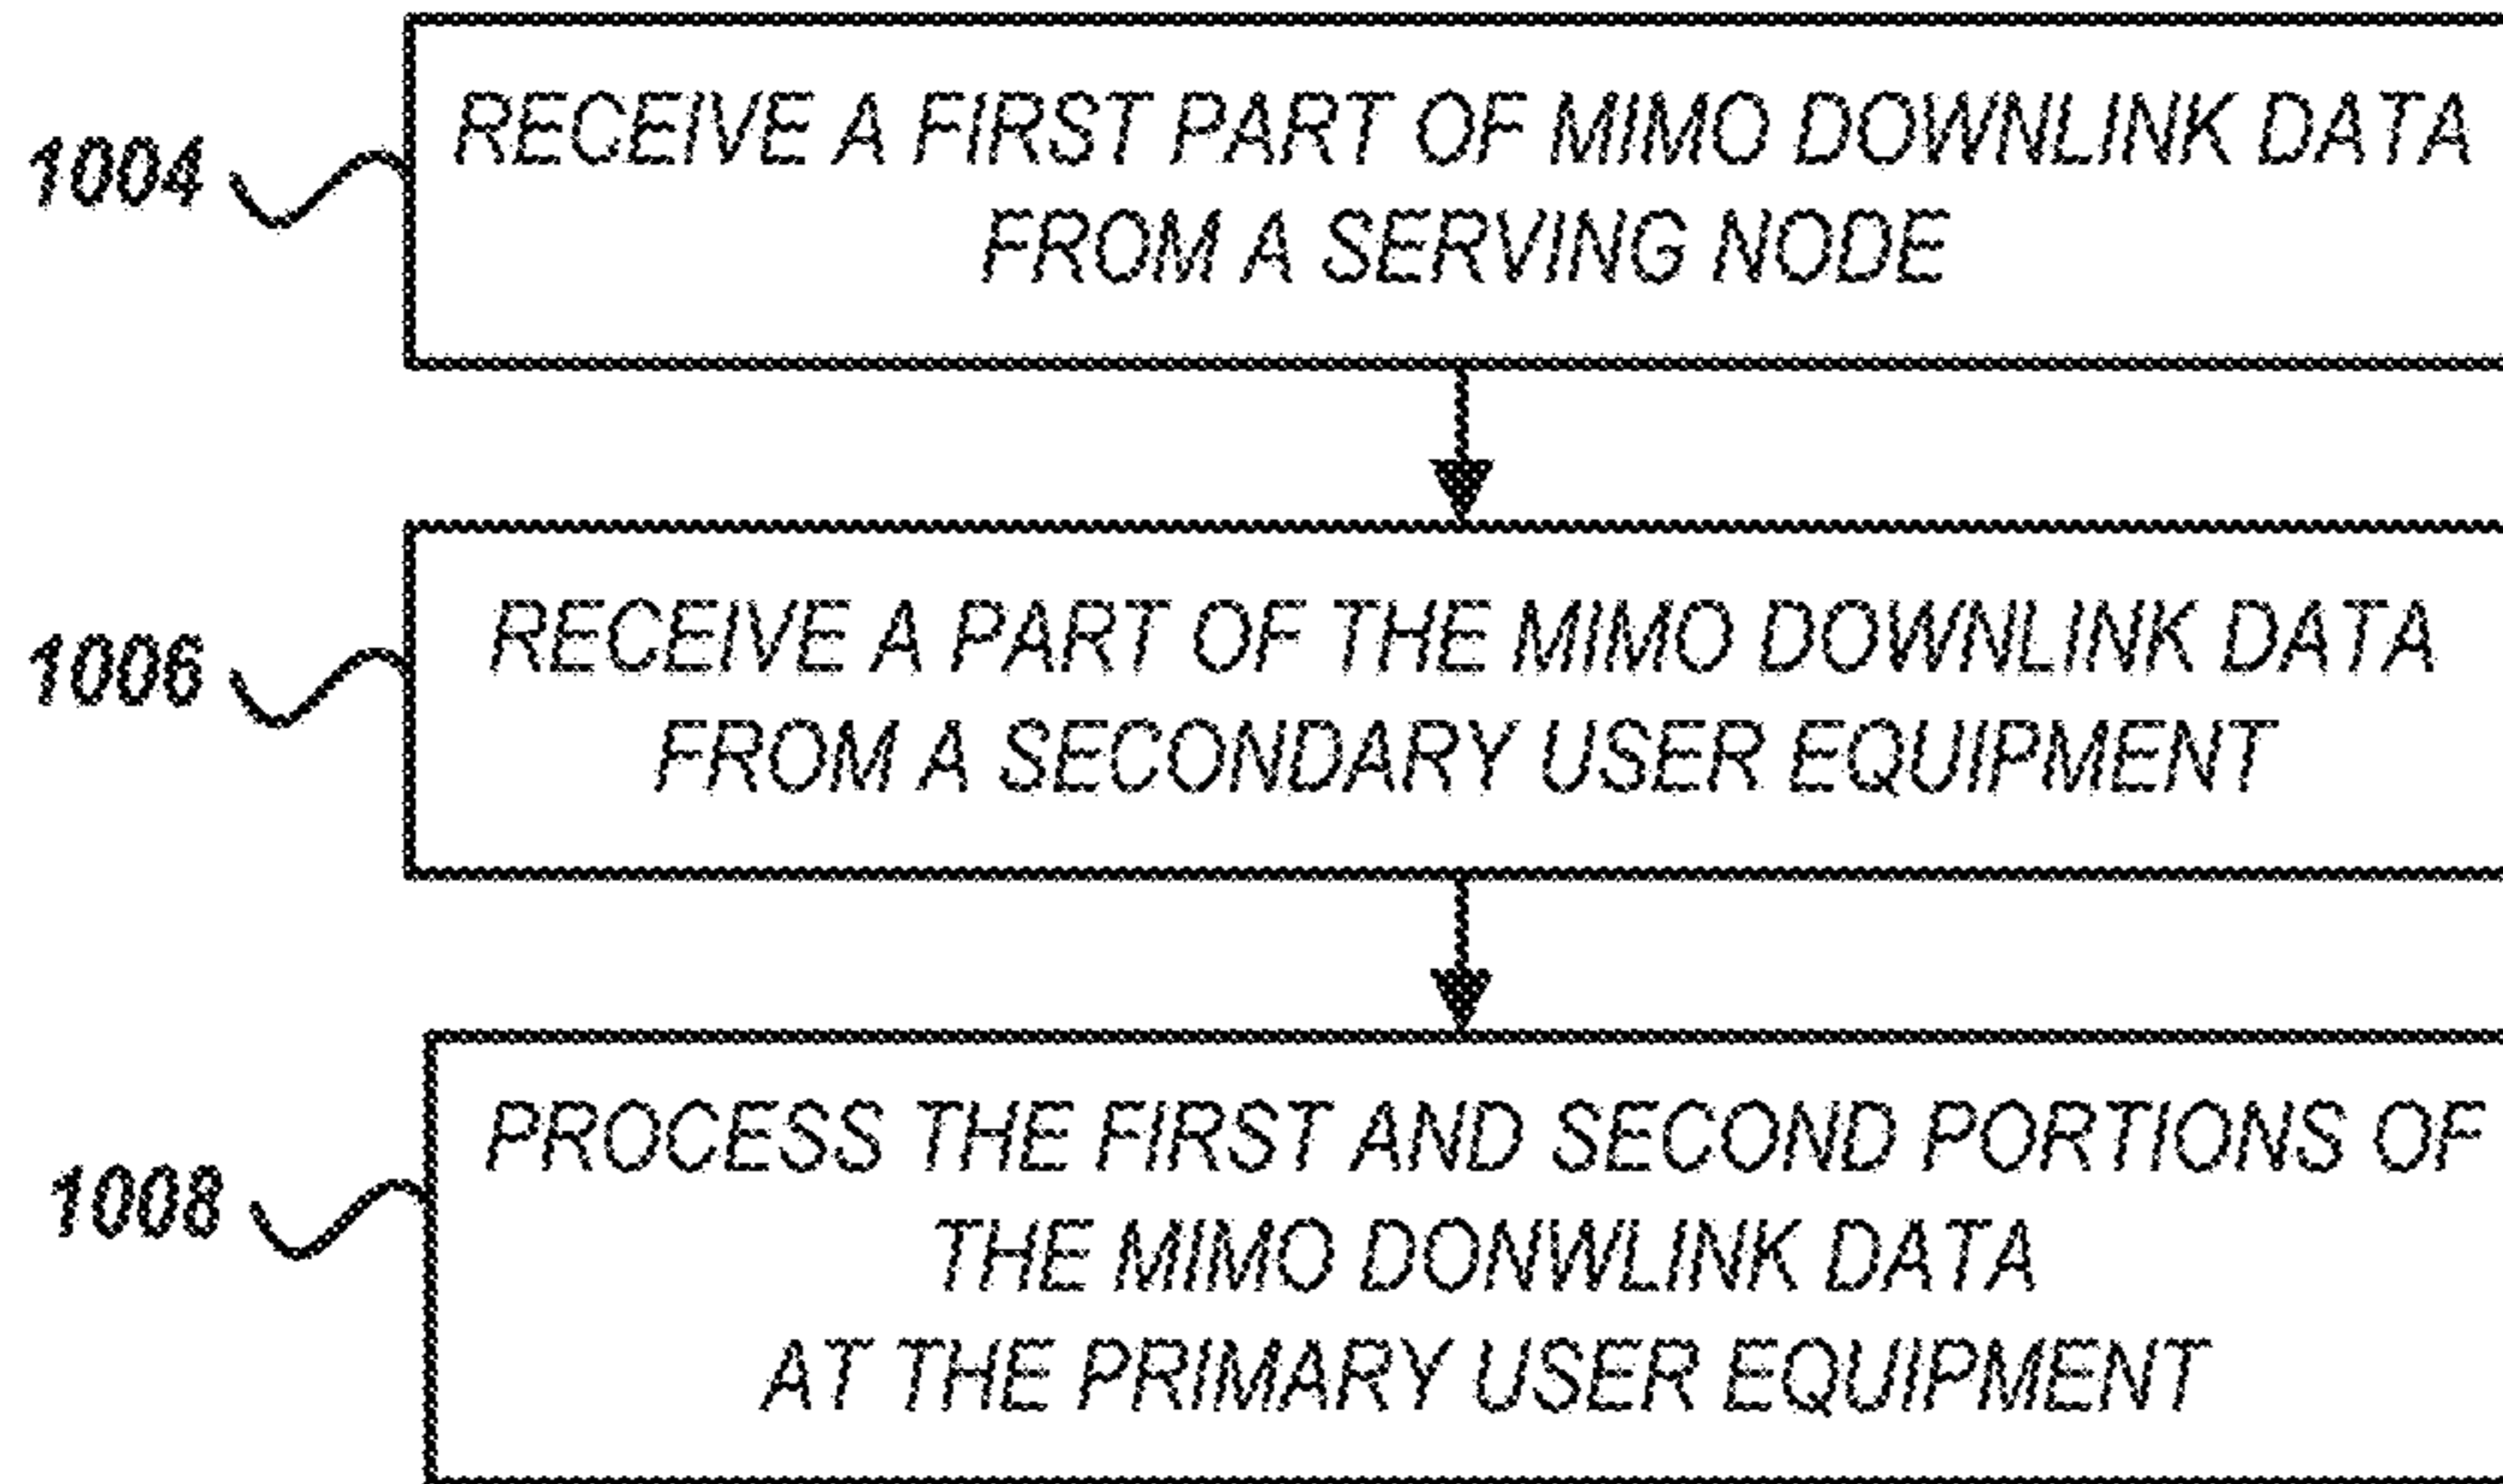 1004
RECEIVE A FIRST PART OF MIMO DOWNLINK DATA
FROM A SERVING NODE
1006
RECEIVE A PART OF THE MIMO DOWNLINK DATA
FROM A SECONDARY USER EQUIPMENT
1008
PROCESS THE FIRST AND SECOND PORTIONS OF
THE MIMO DONWLINK DATA
AT THE PRIMARY USER EQUIPMENT